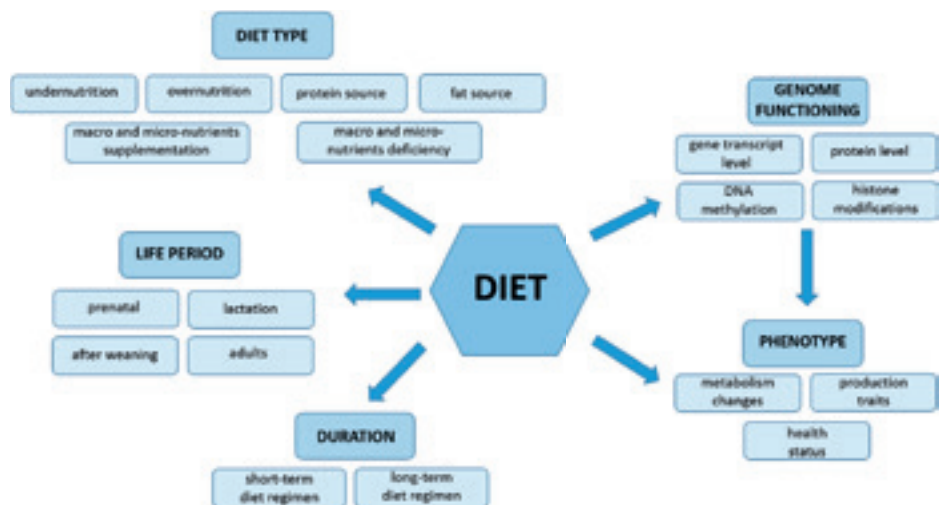 DIET TYPE
undernutrition
overnutrition
protein source
fat source
macro and micro-nutrients
supplementation
macro and micro-
nutrients deficiency
GENOME
FUNCTIONING
gene transcript
level
protein level
DNA
methylation
histone
modifications
LIFE PERIOD
prenatal
lactation
after weaning
adults
DIET
PHENOTYPE
metabolism
changes
production
traits
health
status
DURATION
short-term
diet regimen
long-term
diet regimen